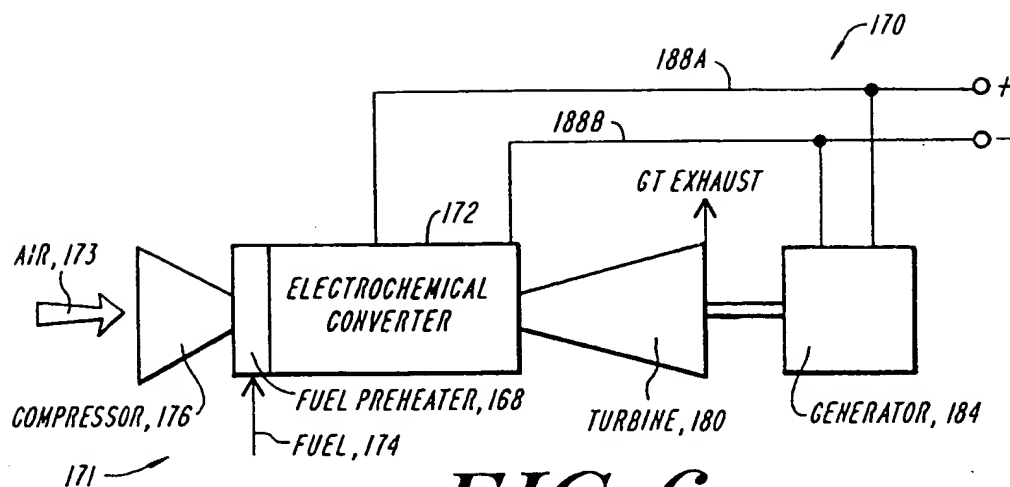 170
188A
+
188B
−
GT EXHAUST
172
AIR, 173
ELECTROCHEMICAL
CONVERTER
COMPRESSOR, 176
FUEL PREHEATER, 168
TURBINE, 180
GENERATOR, 184
FUEL, 174
171
FIG. 6